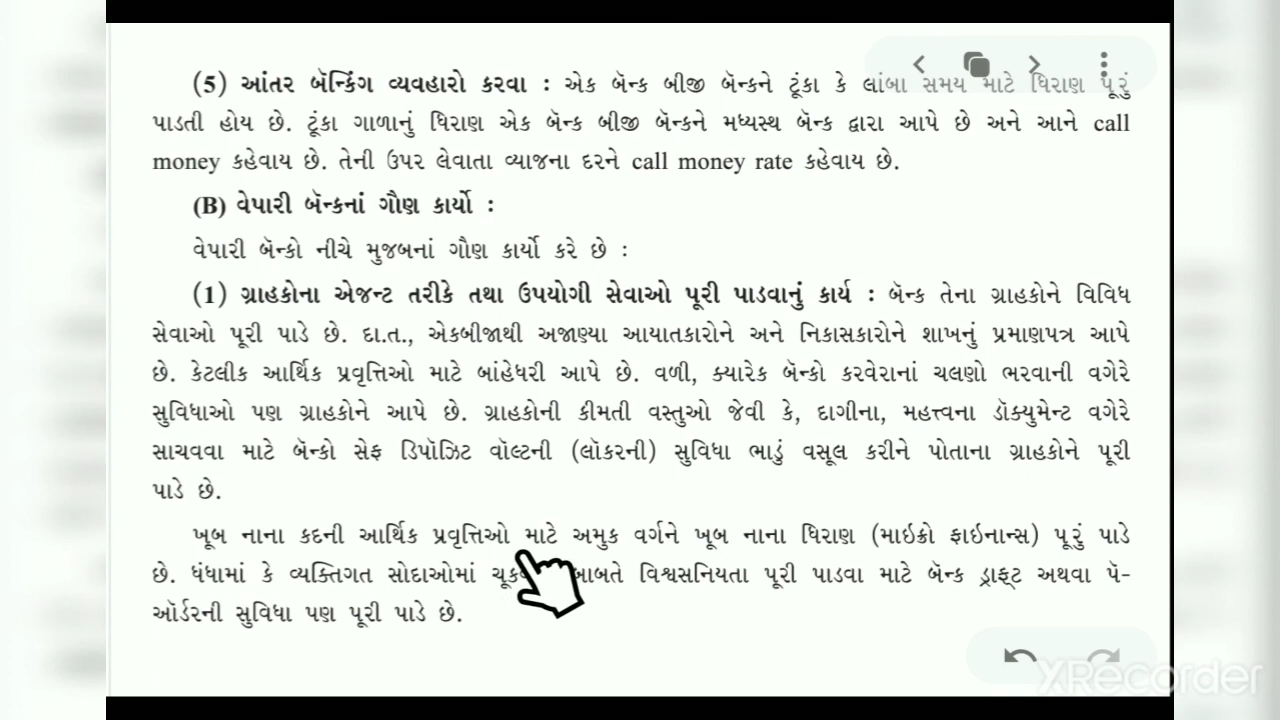 (5) આંતર બૅન્કિંગ વ્યવહારો કરવા : એક બૅન્ક બીજી બૅન્કને ટૂંકા કે લાંબા સમય માટે ધિરાણ પૂરું
પાડતી હોય છે. ટૂંકા ગાળાનું ધિરાણ એક બૅન્ક બીજી બૅન્કને મધ્યસ્થ બૅન્ક દ્વારા આપે છે અને આને call
money કહેવાય છે. તેની ઉપર લેવાતા વ્યાજના દરને call money rate કહેવાય છે.
(B) વેપારી બૅન્કનાં ગૌણ કાર્યો :
વેપારી બૅન્કો નીચે મુજબનાં ગૌણ કાર્યો કરે છે :
(1) ગ્રાહકોના એજન્ટ તરીકે તથા ઉપયોગી સેવાઓ પૂરી પાડવાનું કાર્ય : બૅન્ક તેના ગ્રાહકોને વિવિધ
સેવાઓ પૂરી પાડે છે. દા.ત., એકબીજાથી અજાણ્યા આયાતકારોને અને નિકાસકારોને શાખનું પ્રમાણપત્ર આપે
છે. કેટલીક આર્થિક પ્રવૃત્તિઓ માટે બાંહેધરી આપે છે. વળી, ક્યારેક બૅન્કો કરવેરાનાં ચલણો ભરવાની વગેરે
સુવિધાઓ પણ ગ્રાહકોને આપે છે. ગ્રાહકોની કીમતી વસ્તુઓ જેવી કે, દાગીના, મહત્ત્વના ડૉક્યુમેન્ટ વગેરે
સાચવવા માટે બૅન્કો સેફ ડિપૉઝિટ વૉલ્ટની (લૉકરની) સુવિધા ભાડું વસૂલ કરીને પોતાના ગ્રાહકોને પૂરી
પાડે છે.
ખૂબ નાના કદની આર્થિક પ્રવૃત્તિઓ માટે અમુક વર્ગને ખૂબ નાના ધિરાણ (માઇક્રો ફાઇનાન્સ) પૂરું પાડે
છે. ધંધામાં કે વ્યક્તિગત સોદાઓમાં બાબતે વિશ્વસનિયતા પૂરી પાડવા માટે બૅન્ક ડ્રાફ્ટ અથવા પૅ-
ઑર્ડરની સુવિધા પણ પૂરી પાડે છે.
XRecorder